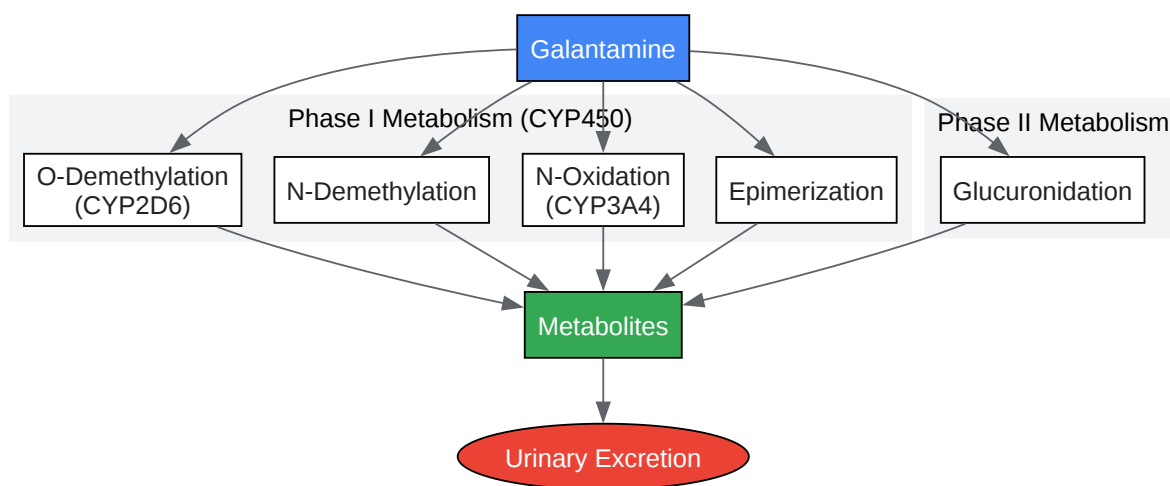 Galantamine
Phase I Metabolism (CYP450)
Phase II Metabolism
O-Demethylation
(CYP2D6)
N-Demethylation
N-Oxidation
(CYP3A4)
Epimerization
Glucuronidation
Metabolites
Urinary Excretion